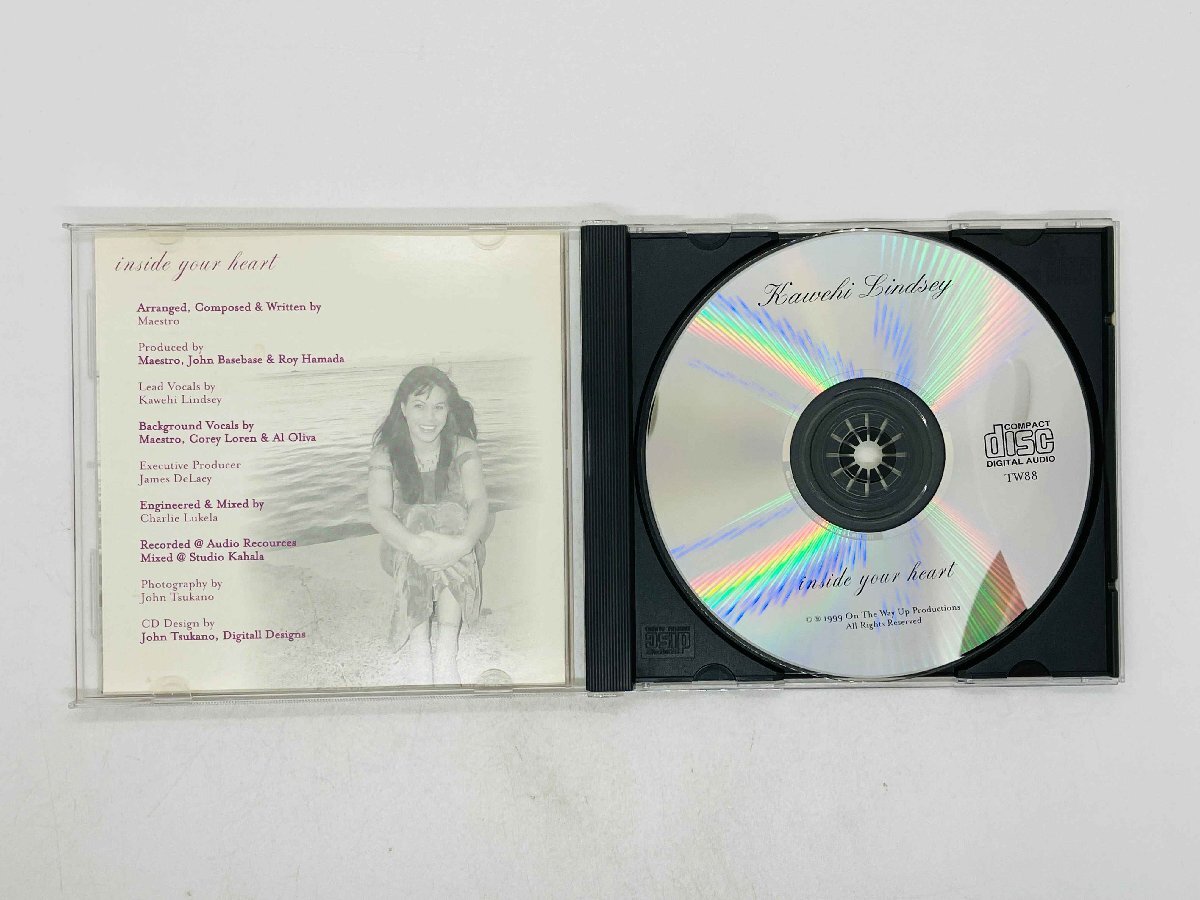 inside your heart
Arranged, Composed & Written by
Maestro
Produced by
Maestro, John Basebase & Roy Hamada
Lead Vocals by
Kawehi Lindsey
Background Vocals by
Maestro, Corey Loren & Al Oliva
Executive Producer
James DeLacy
Engineered & Mixed by
Charlie Lukela
Recorded @ Audio Recources
Mixed @ Studio Kahala
Photography by
John Tsukano
CD Design by
John Tsukano, Digitall Designs
Kawehi Lindsey
COMPACT
disc
DIGITAL AUDIO
TW88
inside your heart
© ℗ 1999 On The Way Up Productions
All Rights Reserved
disc